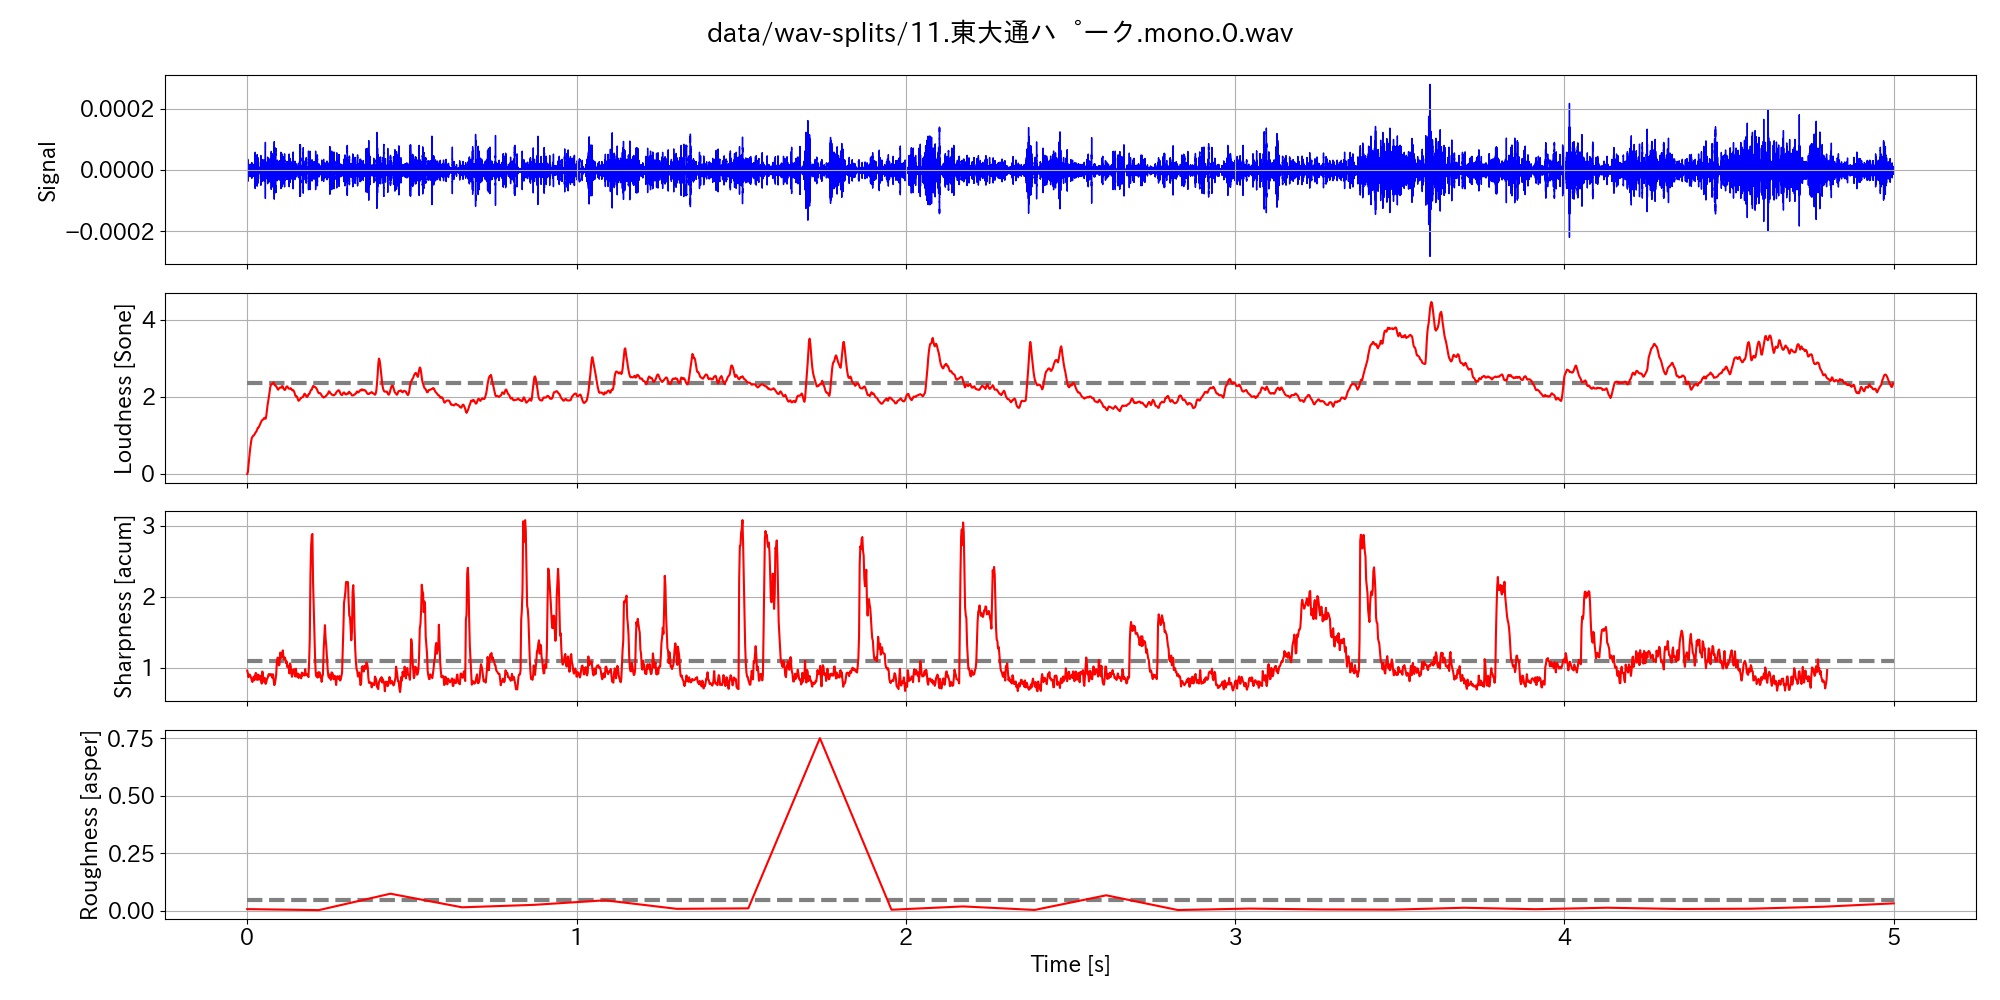 data/wav-splits/11.東大通ハ゜ーク.mono.0.wav
Signal
0.0002
0.0000
−0.0002
Loudness [Sone]
4
2
0
Sharpness [acum]
3
2
1
Roughness [asper]
0.75
0.50
0.25
0.00
0 1 2 3 4 5
Time [s]